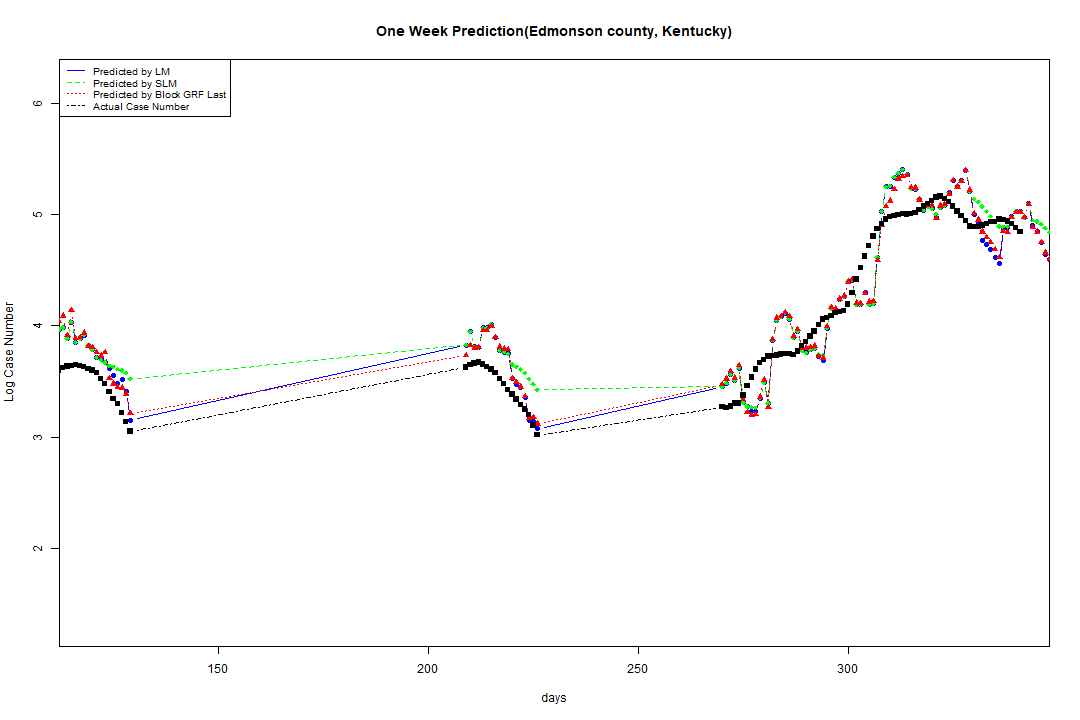 One Week Prediction(Edmonson county, Kentucky)
Predicted by LM
Predicted by SLM
Predicted by Block GRF Last
Actual Case Number
6
5
4
3
2
Log Case Number
150
200
250
300
days